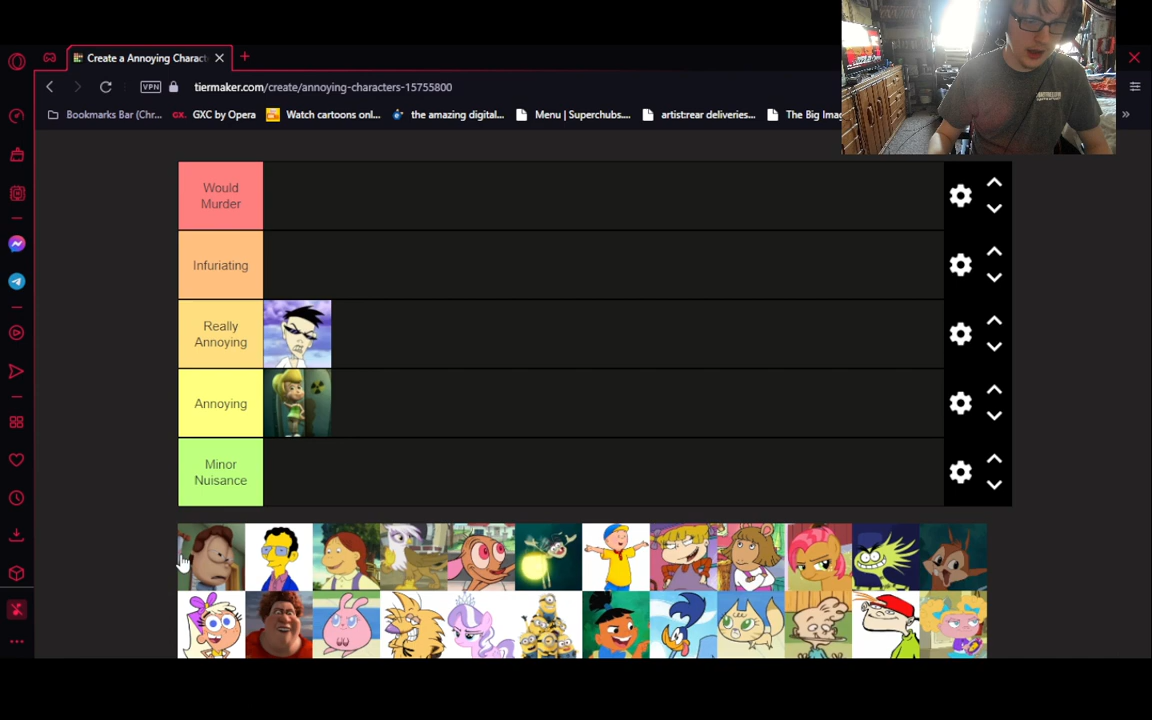 Create a Annoying Charact
tiermaker.com/create/annoying-characters-15755800
VPN
Bookmarks Bar (Chr...
GX.
GXC by Opera
Watch cartoons onl...
the amazing digital...
Menu | Superchubs....
artist:rear deliveries...
The Big Imag
Would
Murder
Infuriating
Really
Annoying
Annoying
Minor
Nuisance